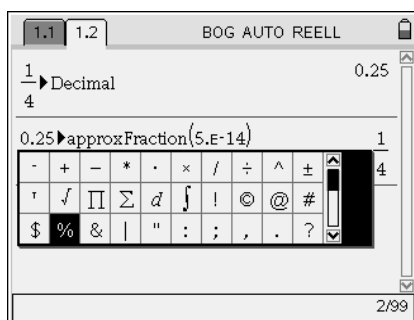 1.1 1.2 BOG AUTO REELL
1/4▸Decimal 0.25
0.25▸approxFraction(5.ᴇ-14) 1/4
- + − * · × / ÷ ^ ±
ᵀ √ ∏ ∑ d ∫ ! © @ #
$ % & | " : ; , . ?
2/99